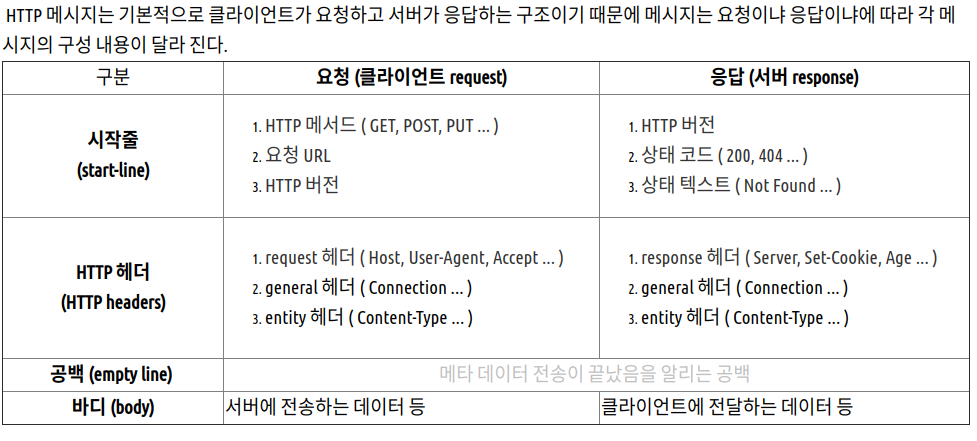 HTTP 메시지는 기본적으로 클라이언트가 요청하고 서버가 응답하는 구조이기 때문에 메시지는 요청이냐 응답이냐에 따라 각 메
시지의 구성 내용이 달라 진다.
구분
요청 (클라이언트 request)
응답 (서버 response)
시작줄
(start-line)
1. HTTP 메서드 ( GET, POST, PUT ... )
2. 요청 URL
3. HTTP 버전
1. HTTP 버전
2. 상태 코드 ( 200, 404 ... )
3. 상태 텍스트 ( Not Found ... )
HTTP 헤더
(HTTP headers)
1. request 헤더 ( Host, User-Agent, Accept ... )
2. general 헤더 ( Connection ... )
3. entity 헤더 ( Content-Type ... )
1. response 헤더 ( Server, Set-Cookie, Age ... )
2. general 헤더 ( Connection ... )
3. entity 헤더 ( Content-Type ... )
공백 (empty line)
메타 데이터 전송이 끝났음을 알리는 공백
바디 (body)
서버에 전송하는 데이터 등
클라이언트에 전달하는 데이터 등